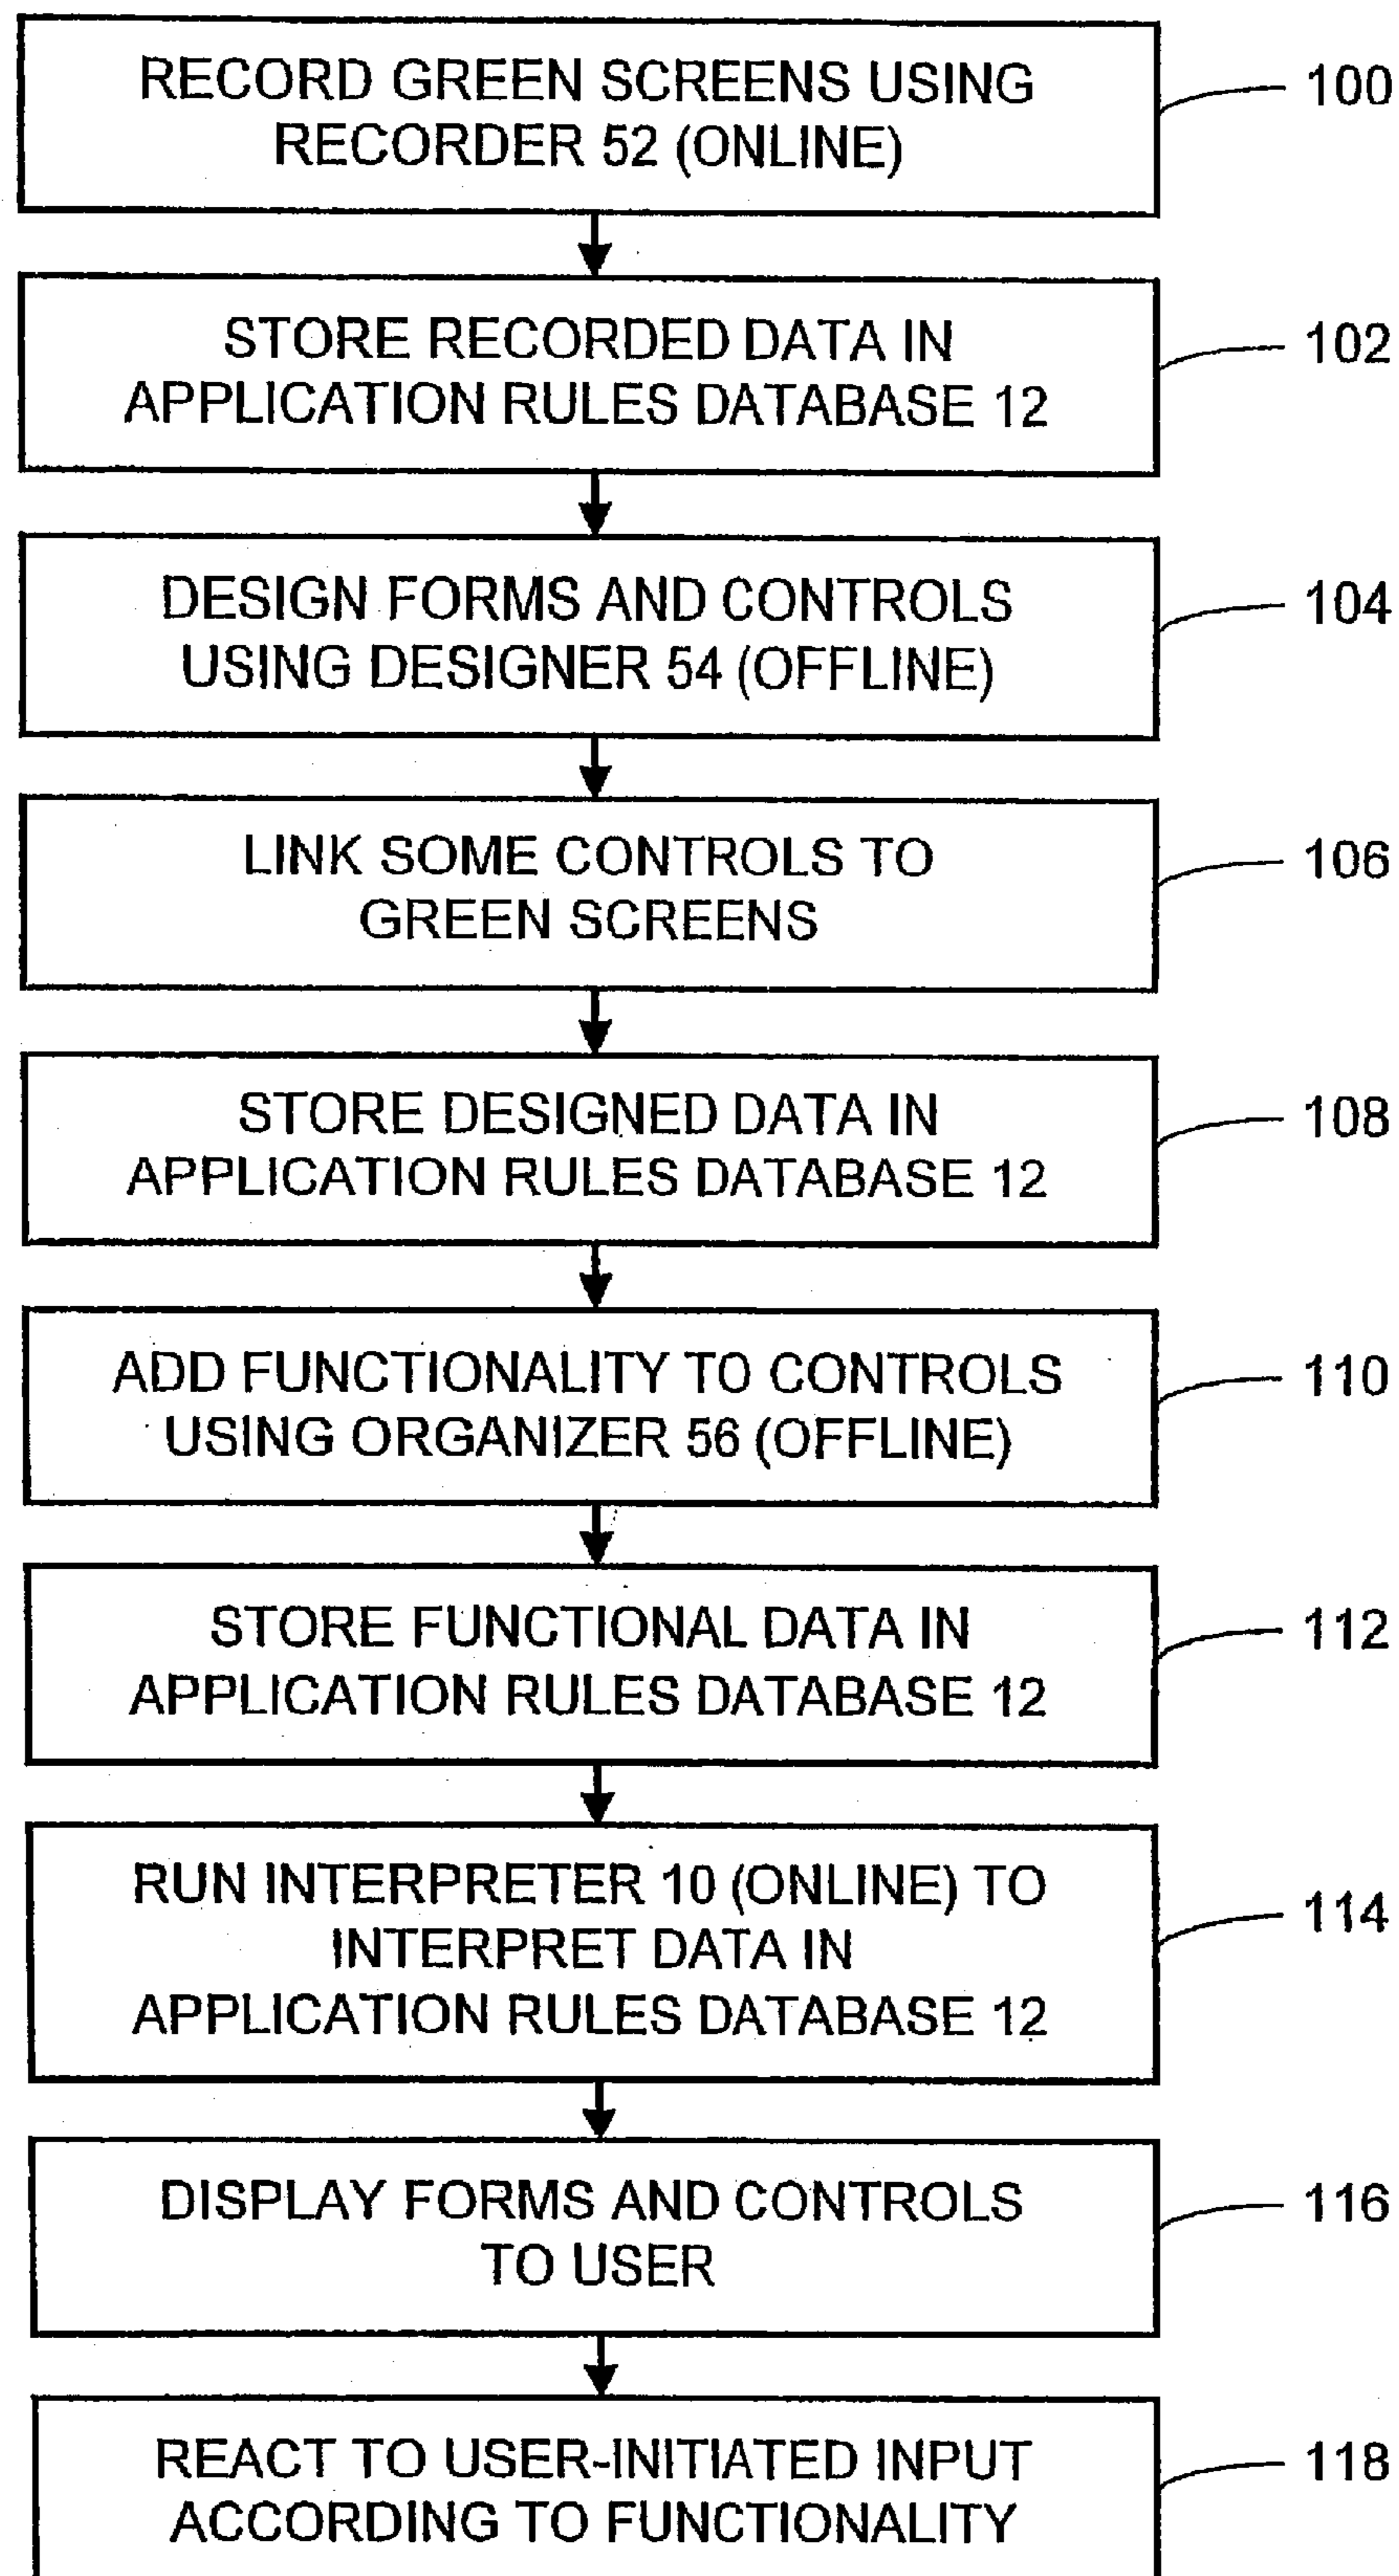 RECORD GREEN SCREENS USING
RECORDER 52 (ONLINE)
100
STORE RECORDED DATA IN
APPLICATION RULES DATABASE 12
102
DESIGN FORMS AND CONTROLS
USING DESIGNER 54 (OFFLINE)
104
LINK SOME CONTROLS TO
GREEN SCREENS
106
STORE DESIGNED DATA IN
APPLICATION RULES DATABASE 12
108
ADD FUNCTIONALITY TO CONTROLS
USING ORGANIZER 56 (OFFLINE)
110
STORE FUNCTIONAL DATA IN
APPLICATION RULES DATABASE 12
112
RUN INTERPRETER 10 (ONLINE) TO
INTERPRET DATA IN
APPLICATION RULES DATABASE 12
114
DISPLAY FORMS AND CONTROLS
TO USER
116
REACT TO USER-INITIATED INPUT
ACCORDING TO FUNCTIONALITY
118